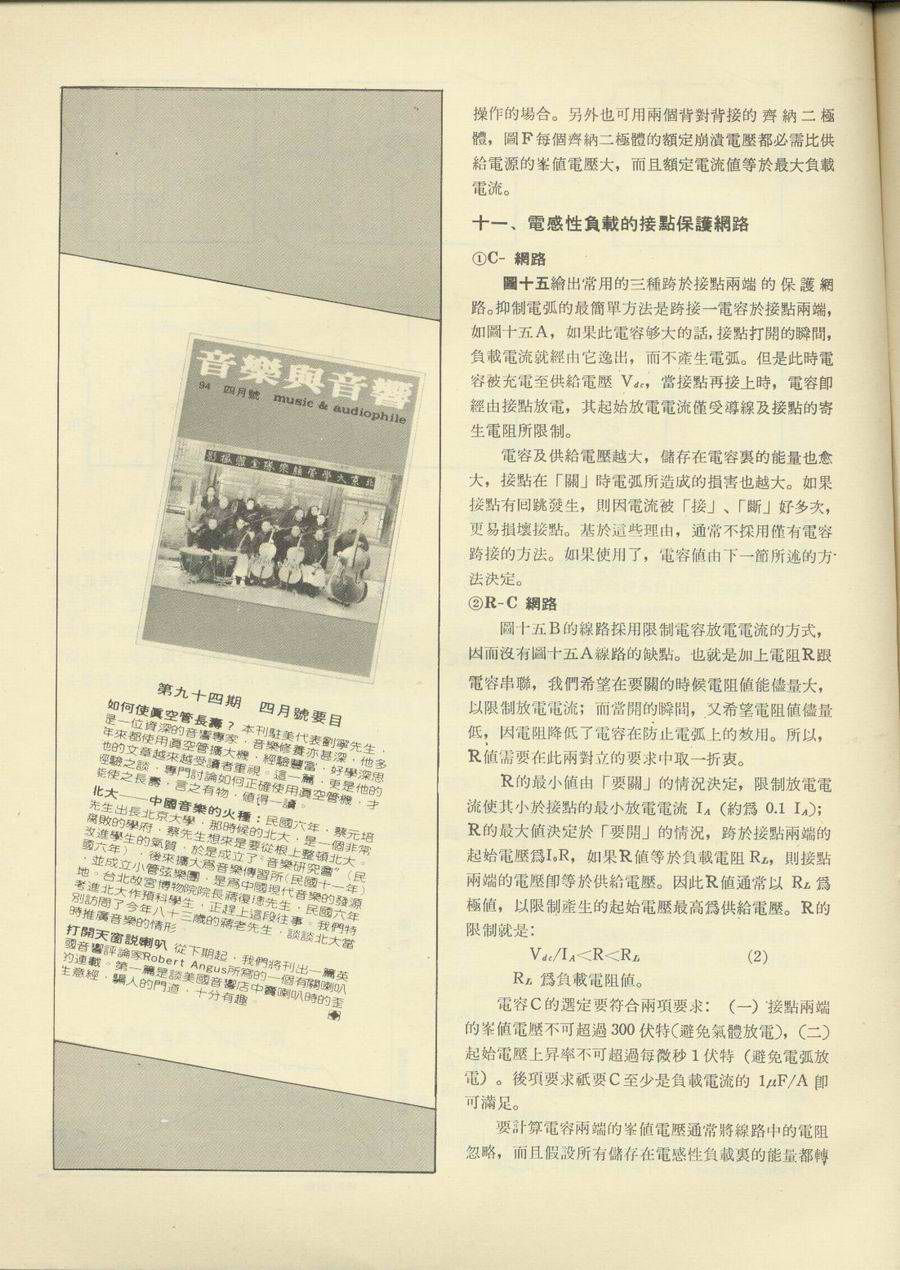 音樂與音響
94 四月號 music & audiophile
北京大學管絃樂隊全體攝影
第九十四期 四月號要目
如何使眞空管長壽？本刊駐美代表劉寧先生，
是一位資深的音響專家，音樂修養亦甚深，他多
年來都使用眞空管擴大機，經驗豐富，好學深思
他的文章越來越受讀者重視。這一篇，更是他的
經驗之談，專門討論如何正確使用眞空管機，才
能使之長壽，言之有物，値得一讀。
北大——中國音樂的火種：民國六年，蔡元培
先生出長北京大學，那時候的北大，是一個非常
腐敗的學府，蔡先生想來是要從根上整頓北大。
改進學生的氣質，於是成立了“音樂研究會”（民
國六年），後來擴大爲音樂傳習所（民國十一年）
，並成立小管弦樂團，是爲中國現代音樂的發源
地。台北故宮博物院院長蔣復璁先生，民國六年
考進北大作預科學生，正趕上這段往事。我們特
別訪問了今年八十三歲的蔣老先生，談談北大當
時推廣音樂的情形。
打開天窗説喇叭 從下期起，我們將刊出一篇英
國音響評論家Robert Angus所寫的一個有關喇叭
的連載。第一篇是談美國音響店中賣喇叭時的歪
生意經，騙人的門道，十分有趣。
操作的場合。另外也可用兩個背對背接的齊納二極
體，圖F每個齊納二極體的額定崩潰電壓都必需比供
給電源的峯値電壓大，而且額定電流値等於最大負載
電流。
十一、電感性負載的接點保護網路
①C- 網路
圖十五繪出常用的三種跨於接點兩端的保護網
路。抑制電弧的最簡單方法是跨接一電容於接點兩端，
如圖十五A，如果此電容够大的話，接點打開的瞬間，
負載電流就經由它逸出，而不產生電弧。但是此時電
容被充電至供給電壓 Vdc，當接點再接上時，電容卽
經由接點放電，其起始放電電流僅受導線及接點的寄
生電阻所限制。
電容及供給電壓越大，儲存在電容裏的能量也愈
大，接點在「關」時電弧所造成的損害也越大。如果
接點有囘跳發生，則因電流被「接」、「斷」好多次，
更易損壞接點。基於這些理由，通常不採用僅有電容
跨接的方法。如果使用了，電容値由下一節所述的方
法決定。
②R-C 網路
圖十五B的線路採用限制電容放電電流的方式，
因而沒有圖十五A線路的缺點。也就是加上電阻R跟
電容串聯，我們希望在要關的時候電阻値能儘量大，
以限制放電電流；而當開的瞬間，又希望電阻値儘量
低，因電阻降低了電容在防止電弧上的效用。所以，
R値需要在此兩對立的要求中取一折衷。
R的最小値由「要關」的情況決定，限制放電電
流使其小於接點的最小放電電流 IA（約爲 0.1 IA）；
R的最大値決定於「要開」的情況，跨於接點兩端的
起始電壓爲IoR，如果R値等於負載電阻 RL，則接點
兩端的電壓卽等於供給電壓。因此R値通常以 RL 爲
極値，以限制產生的起始電壓最高爲供給電壓。R的
限制就是：
Vdc/IA<R<RL (2)
RL 爲負載電阻値。
電容C的選定要符合兩項要求：（一）接點兩端
的峯値電壓不可超過 300 伏特（避免氣體放電），（二）
起始電壓上昇率不可超過每微秒 1 伏特（避免電弧放
電）。後項要求祇要C至少是負載電流的 1μF/A 卽
可滿足。
要計算電容兩端的峯値電壓通常將線路中的電阻
忽略，而且假設所有儲存在電感性負載裏的能量都轉